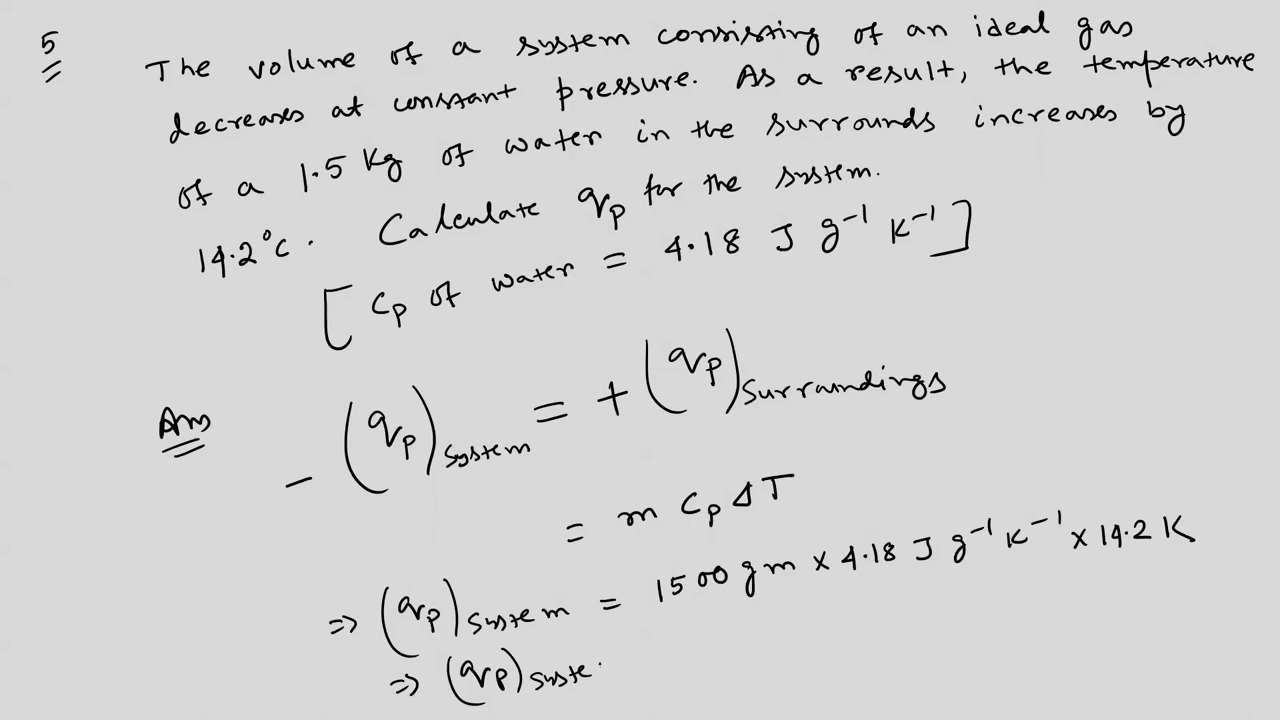 5
The volume of a system consisting of an ideal gas
decreases at constant pressure. As a result, the temperature
of a 1.5 Kg of water in the surrounds increases by
14.2°C. Calculate qp for the system.
[ Cp of water = 4.18 J g⁻¹ K⁻¹ ]
Ans
- (qp)system = + (qp)surroundings
= m Cp ΔT
⇒ (qp)system = 1500 gm × 4.18 J g⁻¹ K⁻¹ × 14.2 K
⇒ (qp)syste